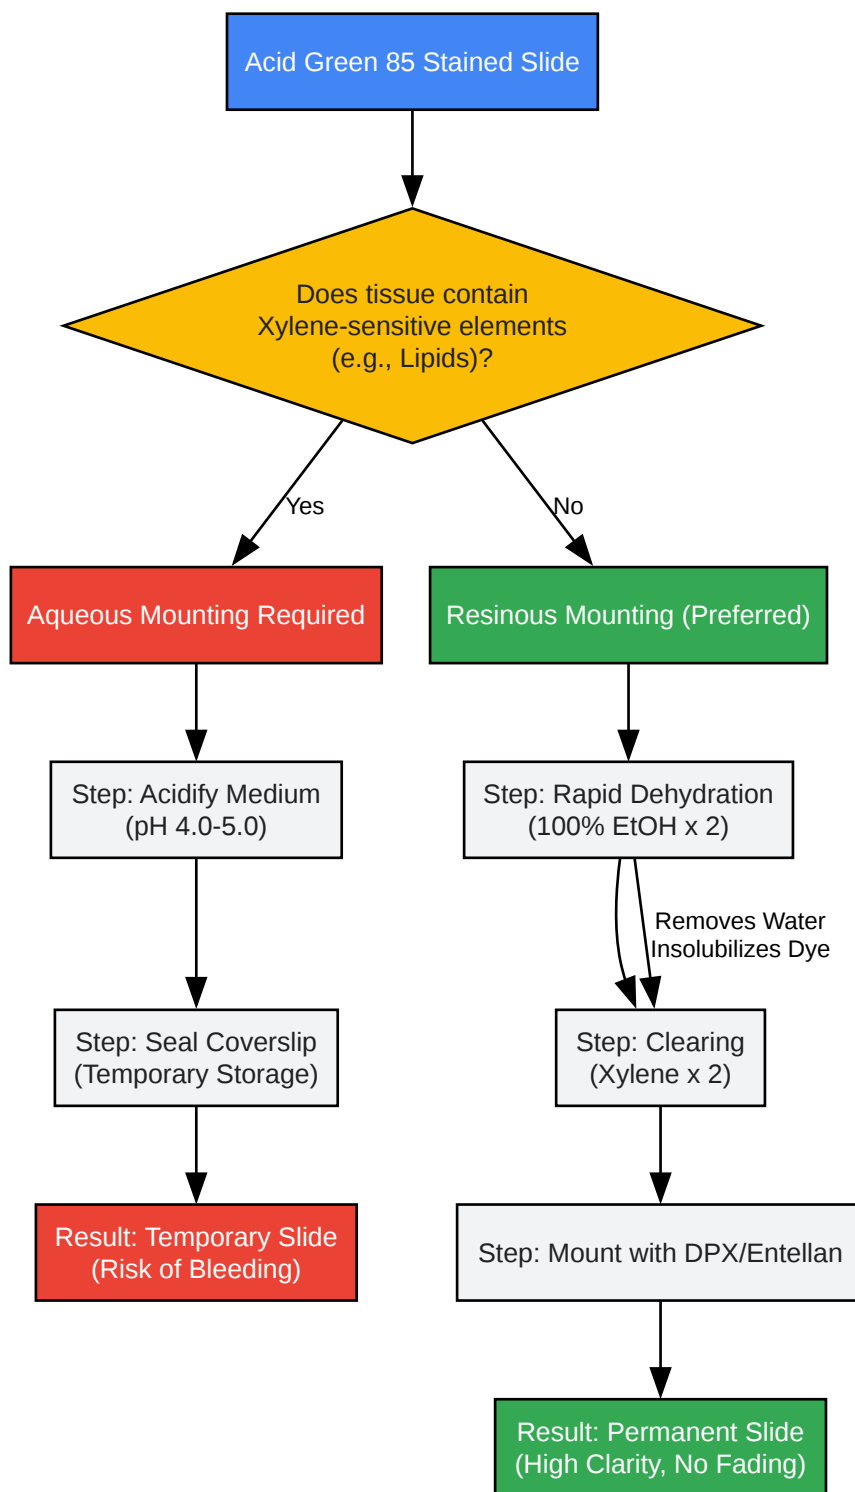 Acid Green 85 Stained Slide
Does tissue contain
Xylene-sensitive elements
(e.g., Lipids)?
Yes
No
Aqueous Mounting Required
Resinous Mounting (Preferred)
Step: Acidify Medium
(pH 4.0-5.0)
Step: Rapid Dehydration
(100% EtOH x 2)
Removes Water
Insolubilizes Dye
Step: Seal Coverslip
(Temporary Storage)
Step: Clearing
(Xylene x 2)
Result: Temporary Slide
(Risk of Bleeding)
Step: Mount with DPX/Entellan
Result: Permanent Slide
(High Clarity, No Fading)